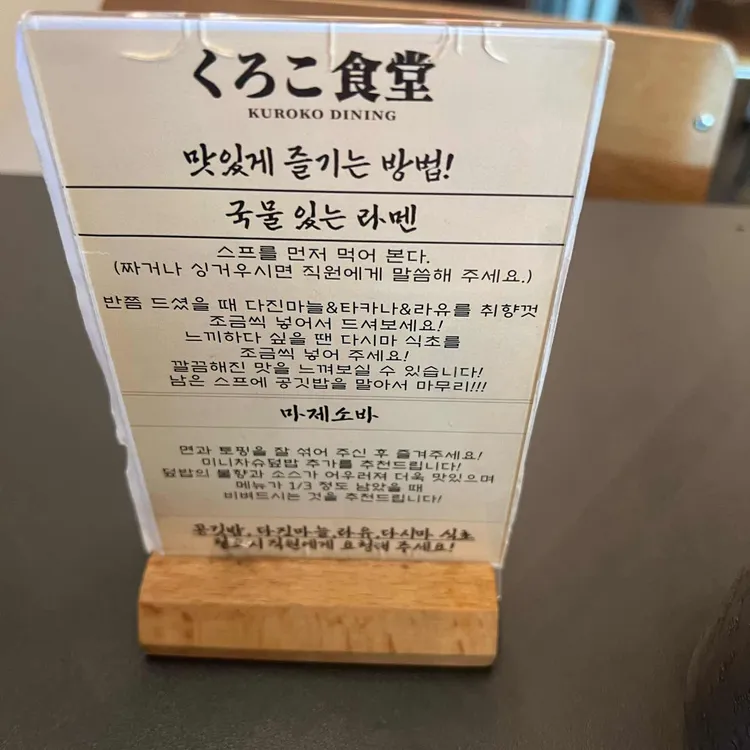 くろこ食堂
KUROKO DINING
맛있게 즐기는 방법!
국물 있는 라멘
스프를 먼저 먹어 본다.
(짜거나 싱거우시면 직원에게 말씀해 주세요.)
반쯤 드셨을 때 다진마늘&타카나&라유를 취향껏
조금씩 넣어서 드셔보세요!
느끼하다 싶을 땐 다시마 식초를
조금씩 넣어 주세요!
깔끔해진 맛을 느껴보실 수 있습니다!
남은 스프에 공깃밥을 말아서 마무리!!!
마제소바
면과 토핑을 잘 섞어 주신 후 즐겨주세요!
미니차슈덮밥 추가를 추천드립니다!
덮밥의 불향과 소스가 어우러져 더욱 맛있으며
메뉴가 1/3 정도 남았을 때
비벼드시는 것을 추천드립니다!
공깃밥, 다진마늘,라유,다시마 식초
필요시 직원에게 요청해 주세요!